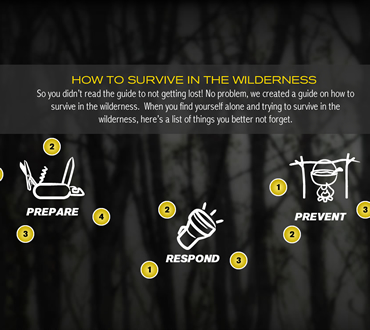 HOW TO SURVIVE IN THE WILDERNESS
So you didn't read the guide to not getting lost! No problem, we created a guide on how to
survive in the wilderness. When you find yourself alone and trying to survive in the
wilderness, here's a list of things you better not forget.
2
PREPARE
4
3
2
RESPOND
1
3
1
PREVENT
3
2